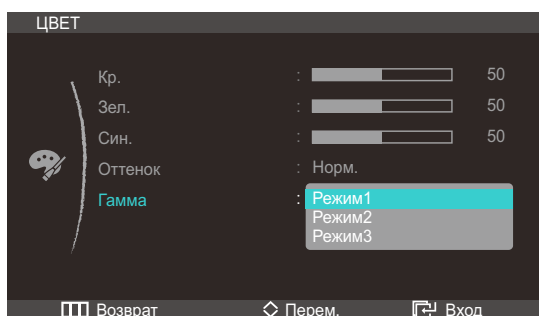 ЦВЕТ
Кр. : 50
Зел. : 50
Син. : 50
Оттенок : Норм.
Гамма : Режим1
Режим2
Режим3
Возврат Перем. Вход